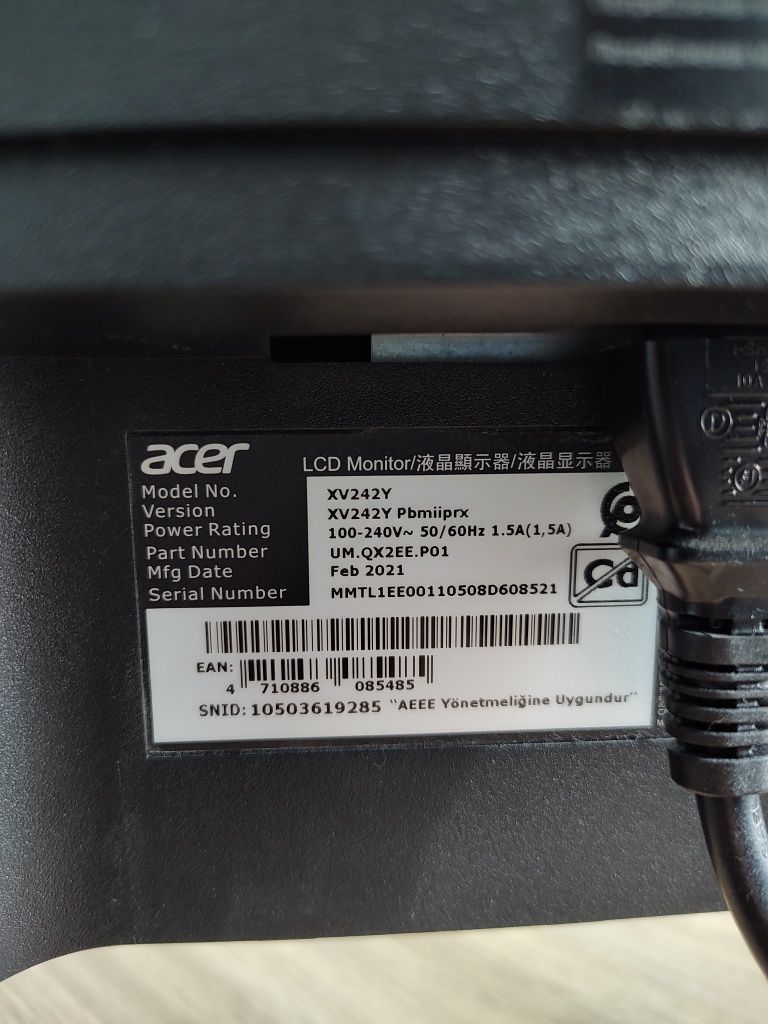 acer
LCD Monitor/液晶顯示器/液晶显示器
Model No. XV242Y
Version XV242Y Pbmiiprx
Power Rating 100-240V~ 50/60Hz 1.5A(1,5A)
Part Number UM.QX2EE.P01
Mfg Date Feb 2021
Serial Number MMTL1EE00110508D608521
EAN:
4 710886 085485
SNID: 10503619285 "AEEE Yönetmeliğine Uygundur"
10A